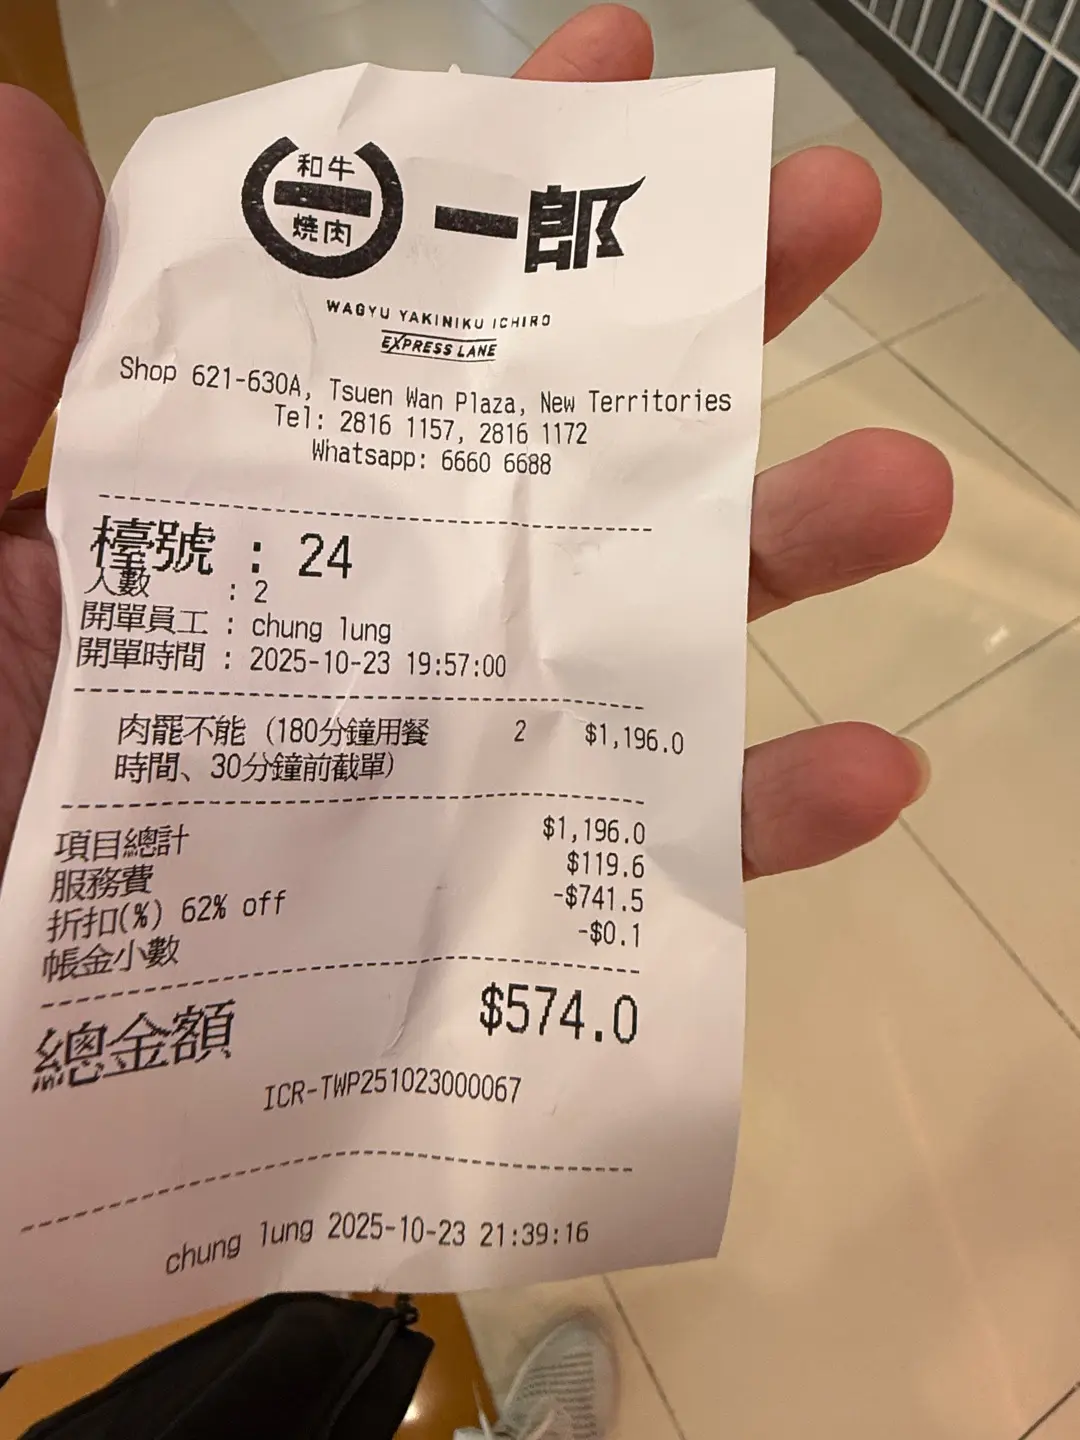 和牛
一
燒肉
一郎
WAGYU YAKINIKU ICHIRO
EXPRESS LANE
Shop 621-630A, Tsuen Wan Plaza, New Territories
Tel: 2816 1157, 2816 1172
Whatsapp: 6660 6688
檯號 : 24
人數 : 2
開單員工 : chung lung
開單時間 : 2025-10-23 19:57:00
肉罷不能 (180分鐘用餐 2 $1,196.0
時間、30分鐘前截單)
項目總計 $1,196.0
服務費 $119.6
折扣(%) 62% off -$741.5
帳金小數 -$0.1
總金額 $574.0
ICR-TWP251023000067
chung lung 2025-10-23 21:39:16